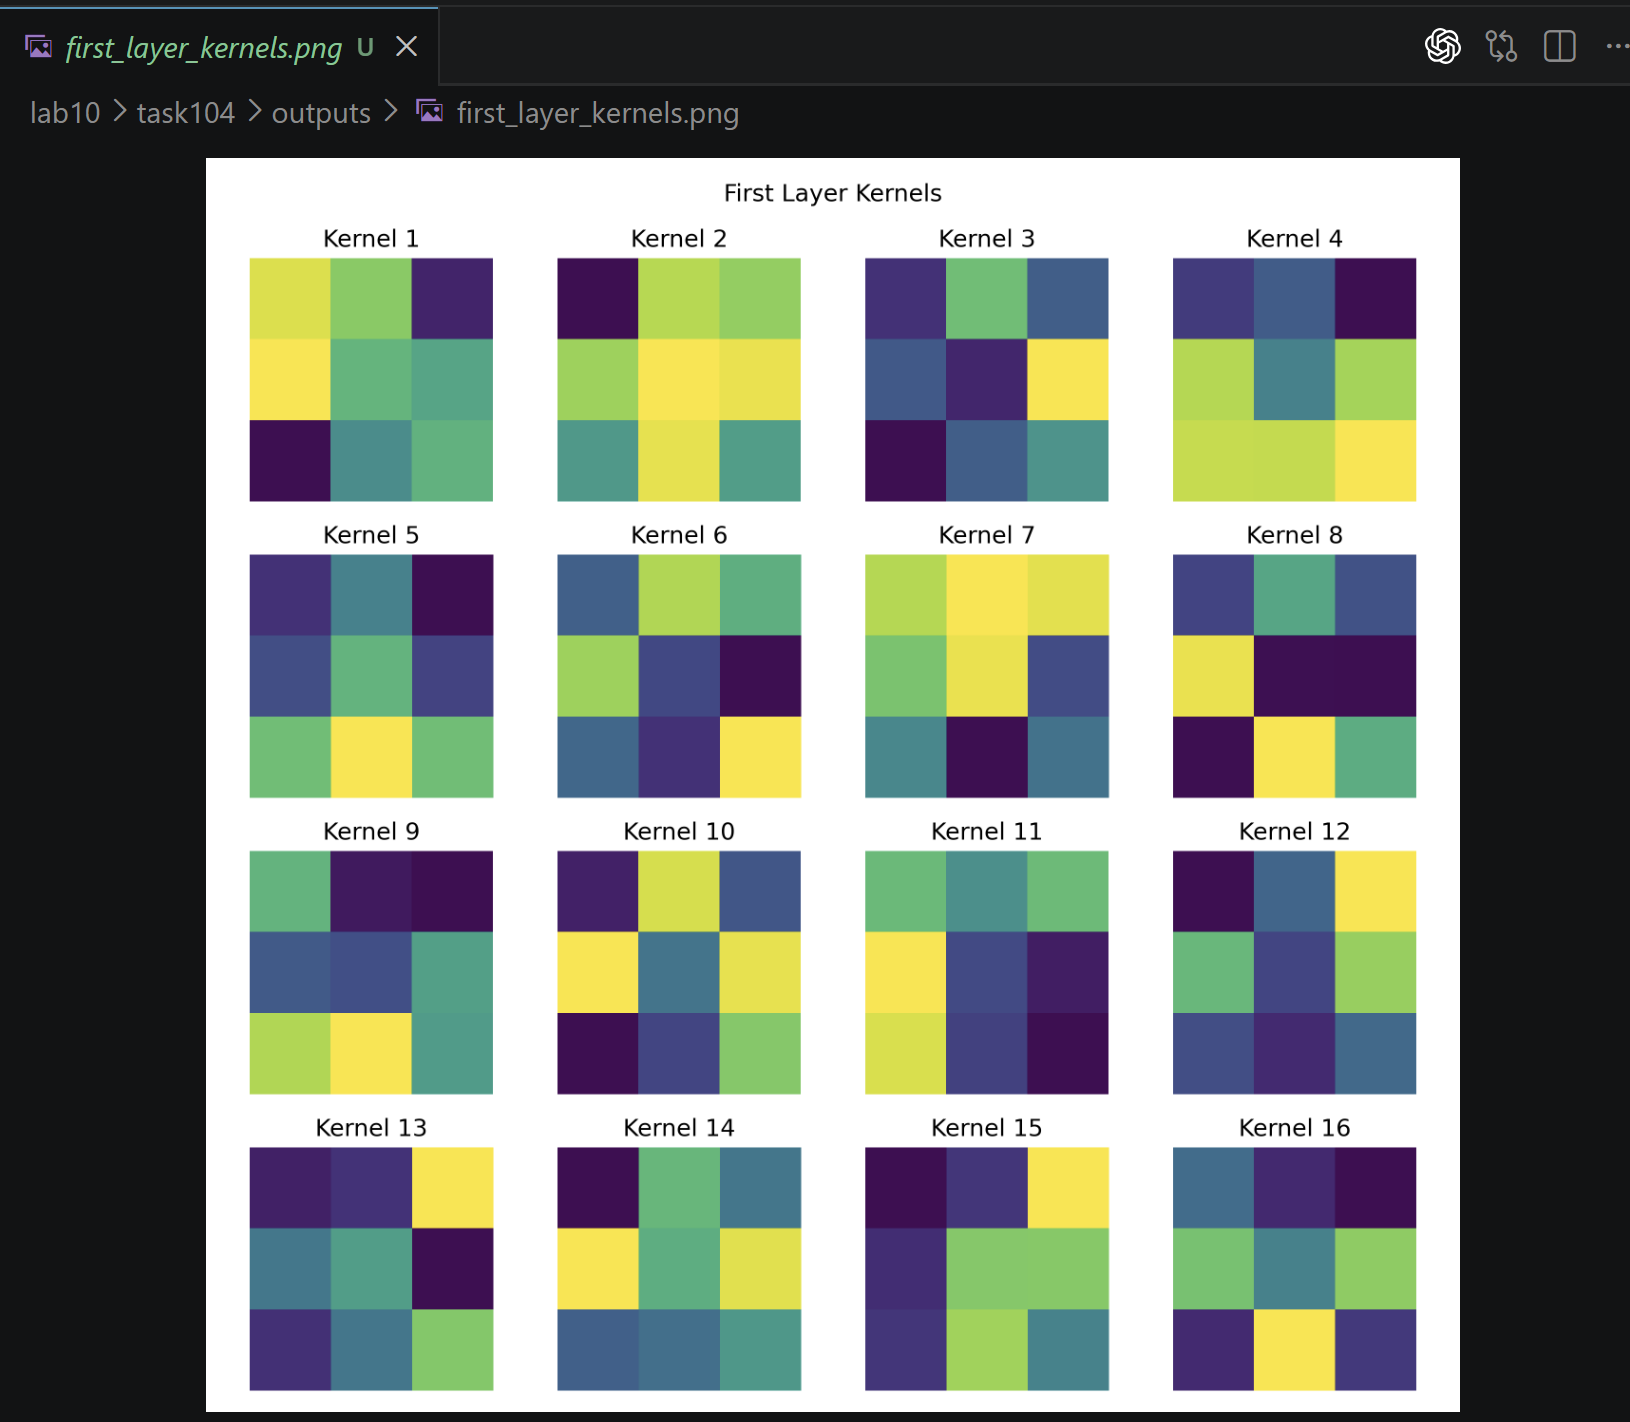 first_layer_kernels.png U
lab10 > task104 > outputs > first_layer_kernels.png
First Layer Kernels
Kernel 1 Kernel 2 Kernel 3 Kernel 4
Kernel 5 Kernel 6 Kernel 7 Kernel 8
Kernel 9 Kernel 10 Kernel 11 Kernel 12
Kernel 13 Kernel 14 Kernel 15 Kernel 16